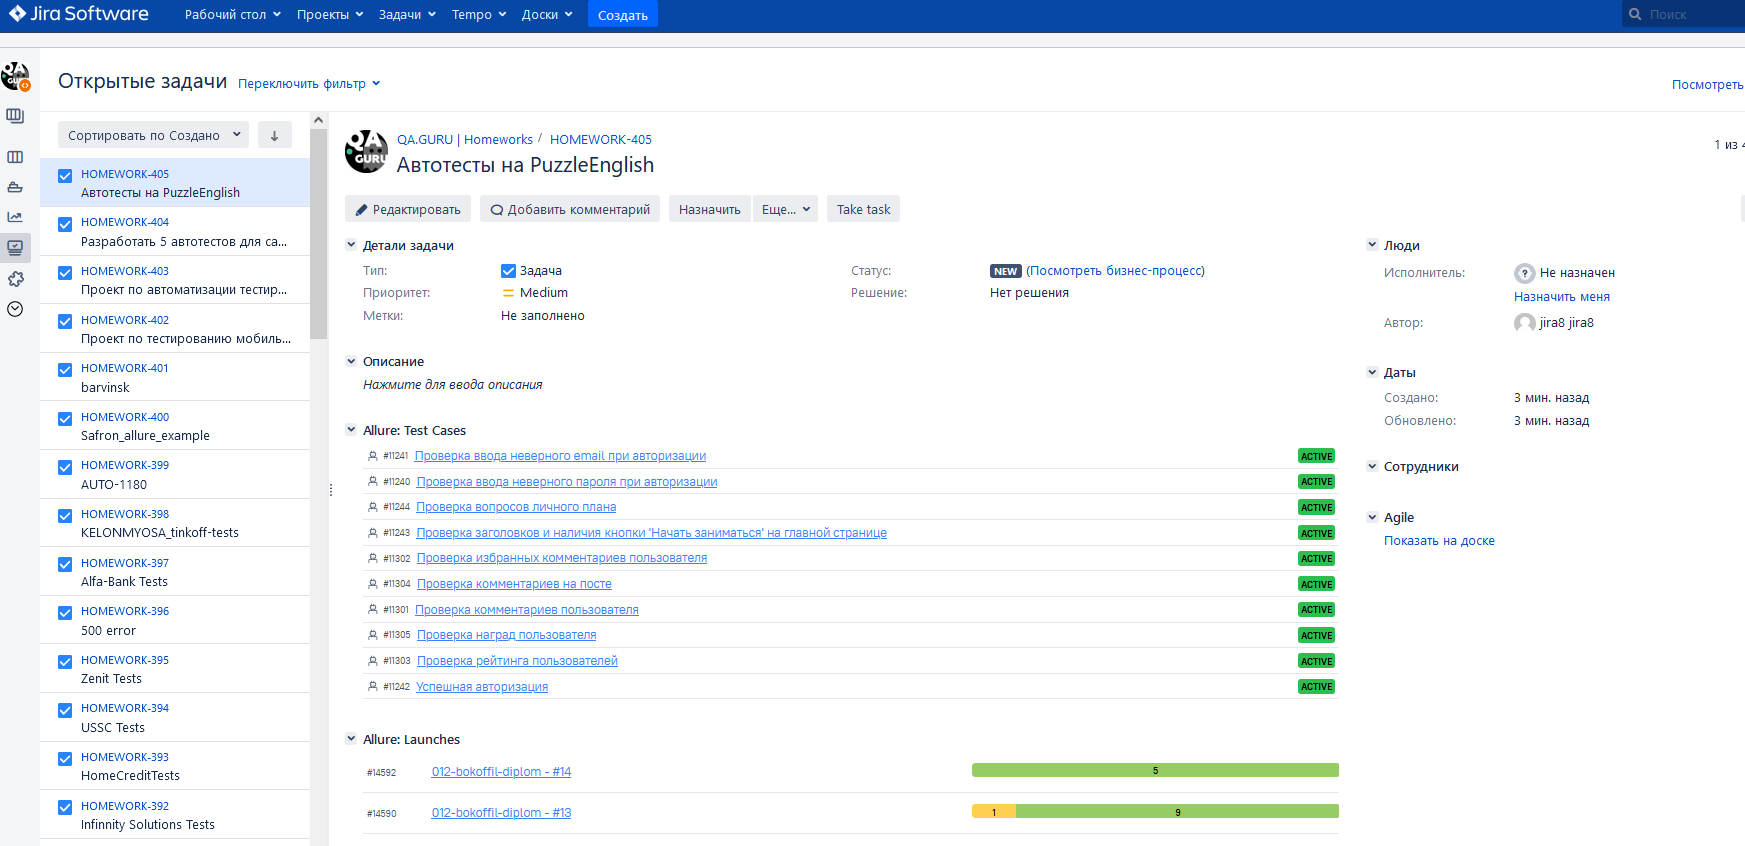 Jira Software Рабочий стол Проекты Задачи Tempo Доски Создать Поиск
Открытые задачи Переключить фильтр Посмотреть
Сортировать по Создано
HOMEWORK-405
Автотесты на PuzzleEnglish
HOMEWORK-404
Разработать 5 автотестов для са...
HOMEWORK-403
Проект по автоматизации тестир...
HOMEWORK-402
Проект по тестированию мобиль...
HOMEWORK-401
barvinsk
HOMEWORK-400
Safron_allure_example
HOMEWORK-399
AUTO-1180
HOMEWORK-398
KELONMYOSA_tinkoff-tests
HOMEWORK-397
Alfa-Bank Tests
HOMEWORK-396
500 error
HOMEWORK-395
Zenit Tests
HOMEWORK-394
USSC Tests
HOMEWORK-393
HomeCreditTests
HOMEWORK-392
Infinnity Solutions Tests
QA GURU
QA.GURU | Homeworks / HOMEWORK-405
Автотесты на PuzzleEnglish
1 из 4
Редактировать Добавить комментарий Назначить Еще... Take task
Детали задачи
Тип: Задача
Приоритет: Medium
Метки: Не заполнено
Статус: NEW (Посмотреть бизнес-процесс)
Решение: Нет решения
Описание
Нажмите для ввода описания
Allure: Test Cases
#11241 Проверка ввода неверного email при авторизации ACTIVE
#11240 Проверка ввода неверного пароля при авторизации ACTIVE
#11244 Проверка вопросов личного плана ACTIVE
#11243 Проверка заголовков и наличия кнопки 'Начать заниматься' на главной странице ACTIVE
#11302 Проверка избранных комментариев пользователя ACTIVE
#11304 Проверка комментариев на посте ACTIVE
#11301 Проверка комментариев пользователя ACTIVE
#11305 Проверка наград пользователя ACTIVE
#11303 Проверка рейтинга пользователей ACTIVE
#11242 Успешная авторизация ACTIVE
Allure: Launches
#14592 012-bokoffil-diplom - #14 5
#14590 012-bokoffil-diplom - #13 1 9
Люди
Исполнитель: Не назначен
Назначить меня
Автор: jira8 jira8
Даты
Создано: 3 мин. назад
Обновлено: 3 мин. назад
Сотрудники
Agile
Показать на доске